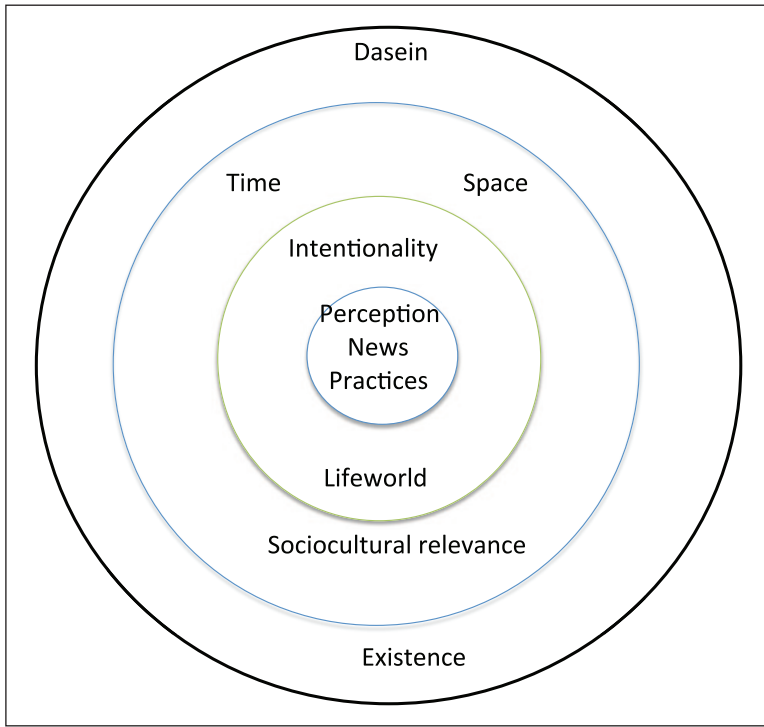 Dasein
Time Space
Intentionality
Perception
News
Practices
Lifeworld
Sociocultural relevance
Existence